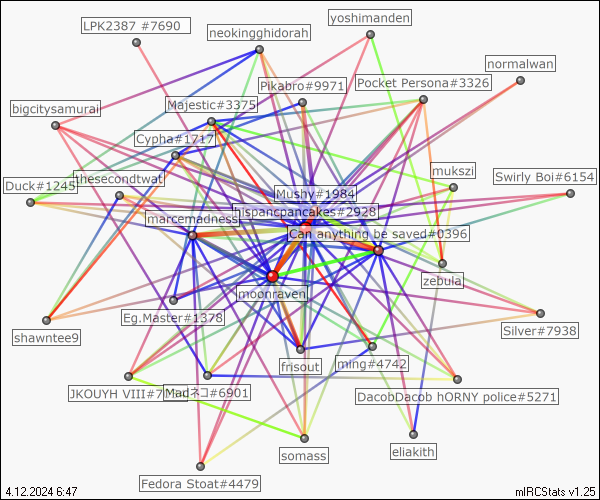 LPK2387 #7690
yoshimanden
neokingghidorah
normalwan
Pikabro#9971
Pocket Persona#3326
bigcitysamurai
Majestic#3375
Cypha#1717
mukszi
Swirly Boi#6154
Duck#1245
thesecondtwat
Mushy#1984
hispancpancakes#2928
marcemadness
Can anything be saved#0396
zebula
moonraven
Eg.Master#1378
Silver#7938
shawntee9
frisout
ming#4742
JKOUYH VIII#7
Madネコ#6901
DacobDacob hORNY police#5271
somass
eliakith
Fedora Stoat#4479
4.12.2024 6:47
mIRCStats v1.25